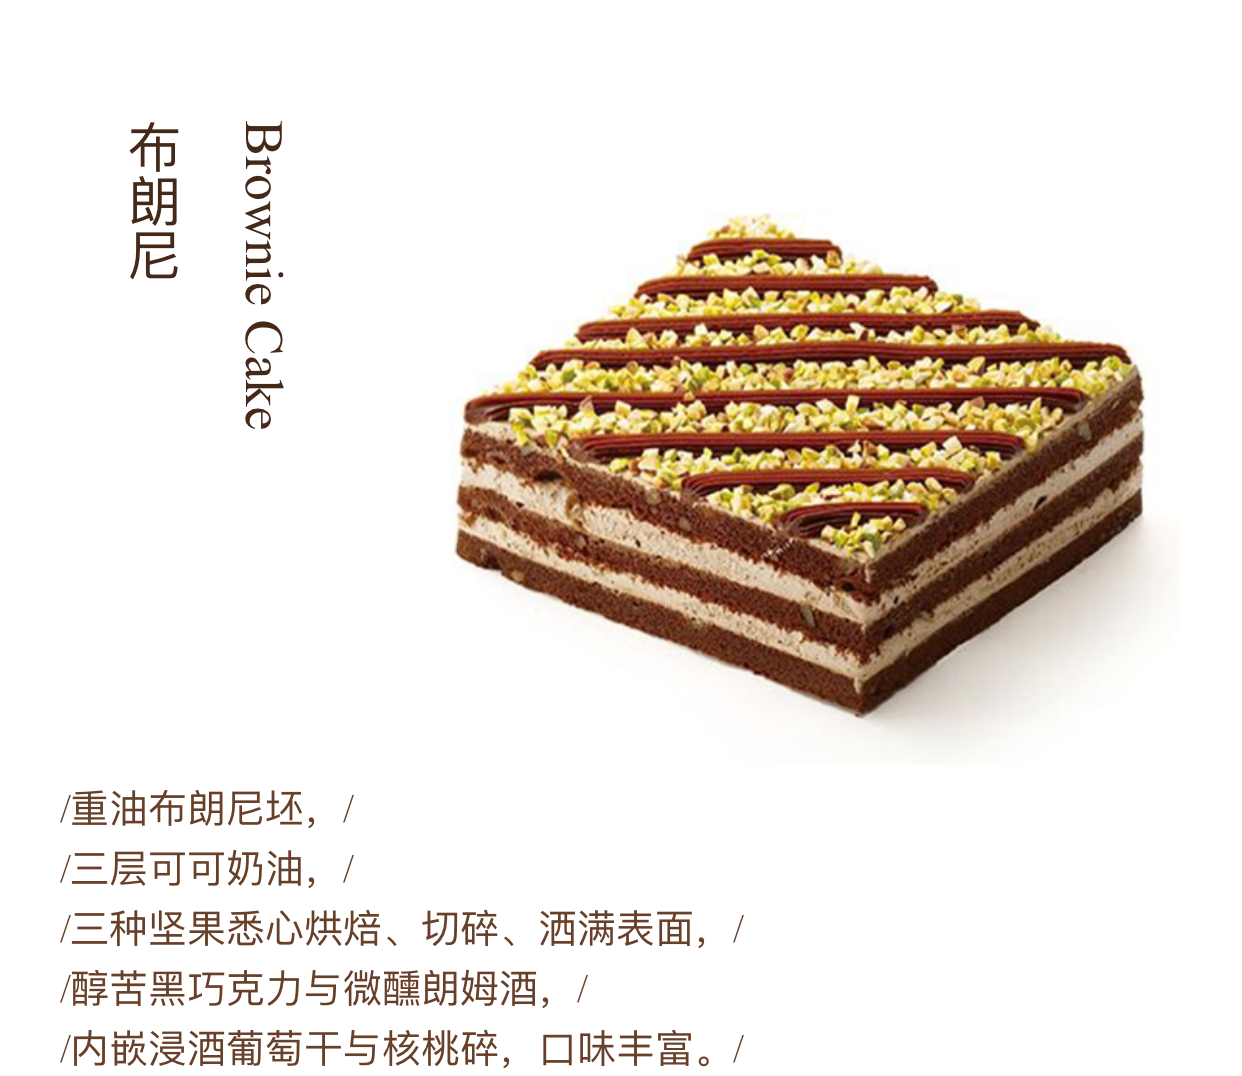 布朗尼
Brownie Cake
/重油布朗尼坯，/
/三层可可奶油，/
/三种坚果悉心烘焙、切碎、洒满表面，/
/醇苦黑巧克力与微醺朗姆酒，/
/内嵌浸酒葡萄干与核桃碎，口味丰富。/